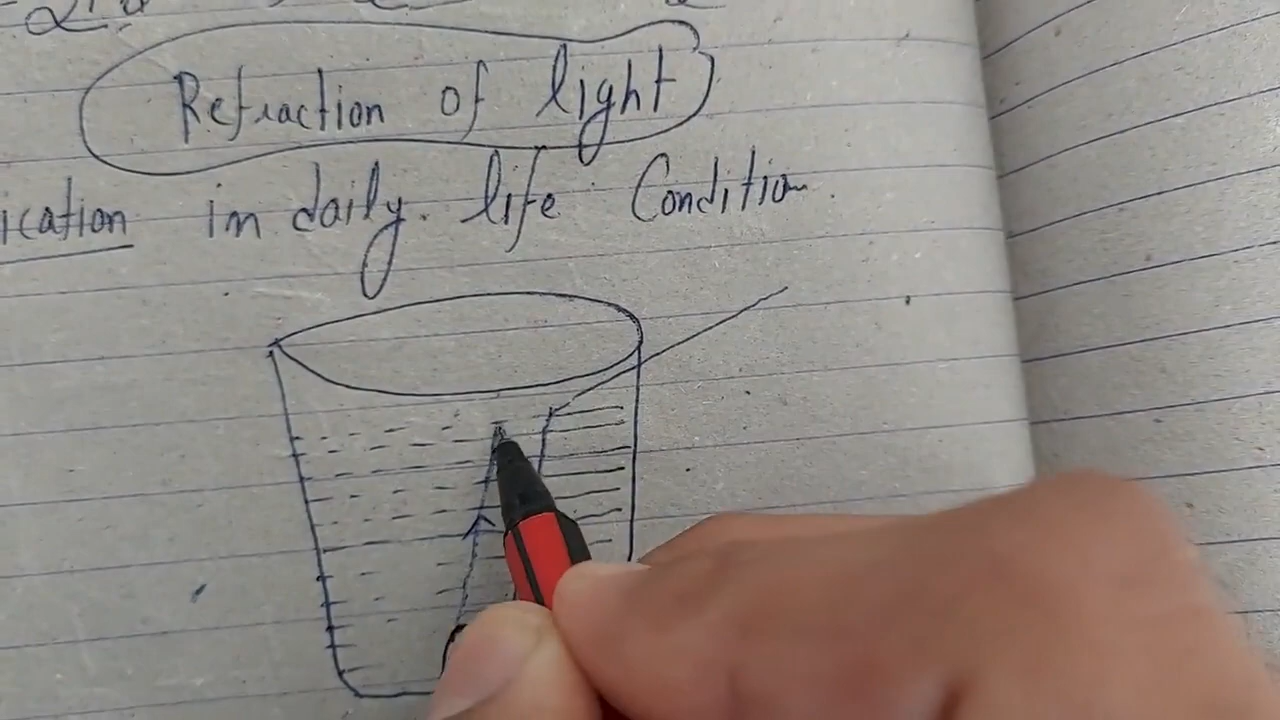 Refraction of light
ication in daily. life Condition.